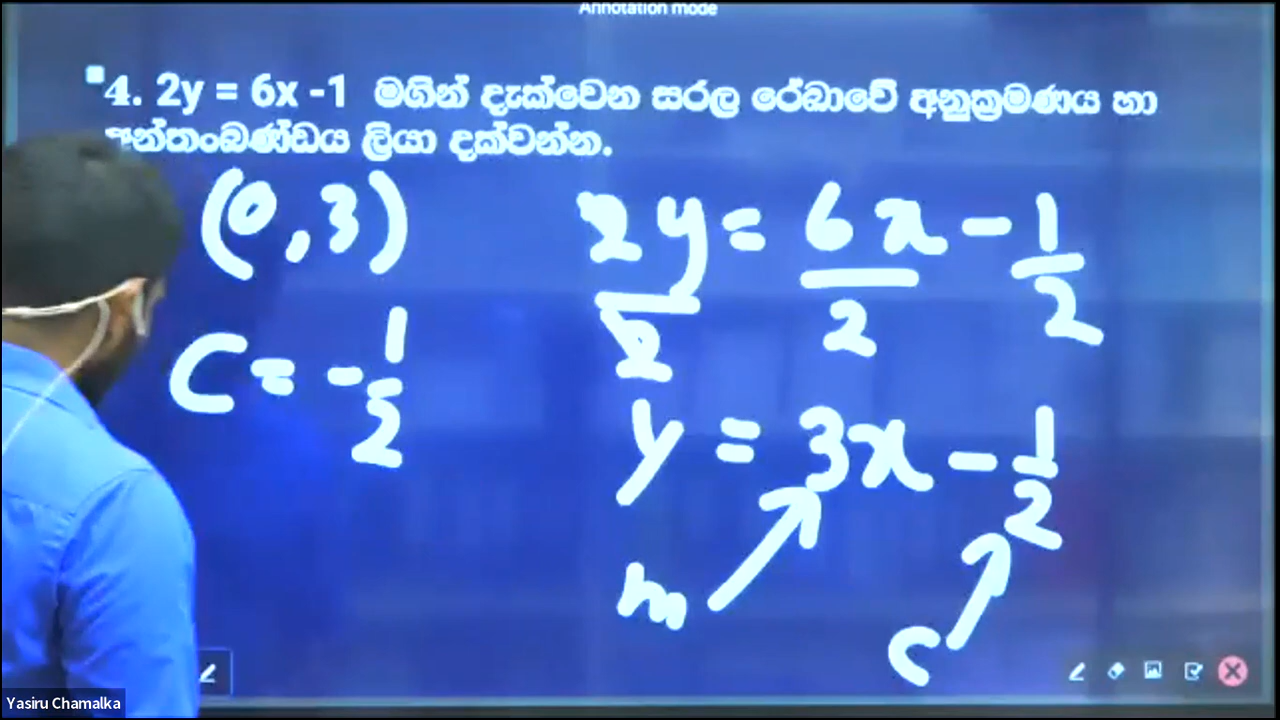 Annotation mode
4. 2y = 6x -1 මගින් දැක්වෙන සරල රේඛාවේ අනුක්‍රමණය හා
අන්තඃඛණ්ඩය ලියා දක්වන්න.
(0, 3)
2y/2 = 6x/2 - 1/2
C = - 1/2
y = 3x - 1/2
m
C
Yasiru Chamalka